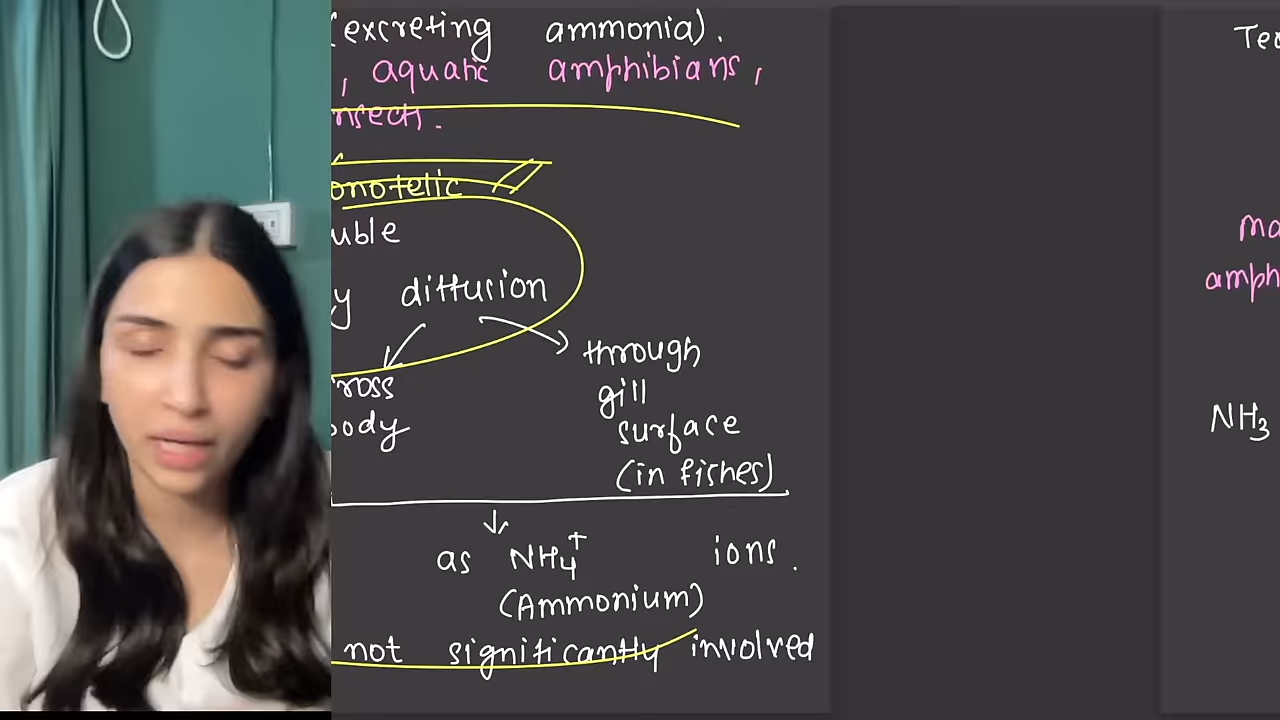 (excreting ammonia).
, aquatic amphibians,
nsect.
onotelic
uble
y diffusion
ross
body
through
gill
surface
(in fishes)
as NH4+ ions.
(Ammonium)
not significantly involved
Te
ma
amph
NH3